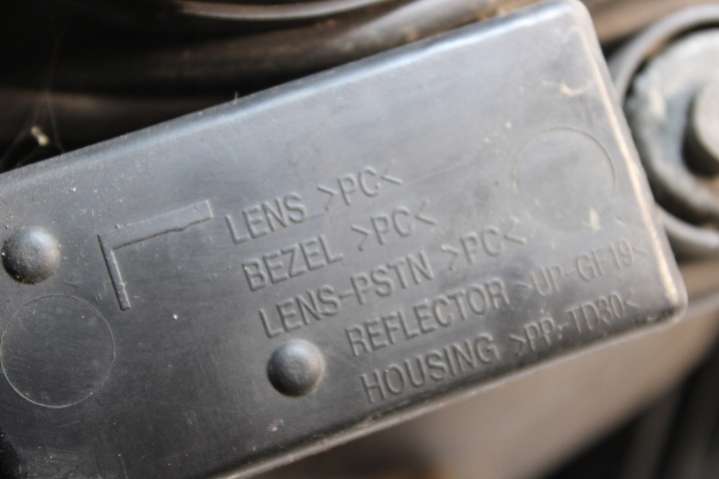 LENS >PC<
BEZEL >PC<
LENS-PSTN >PC<
REFLECTOR >UP-GF19<
HOUSING >PP-TD30<